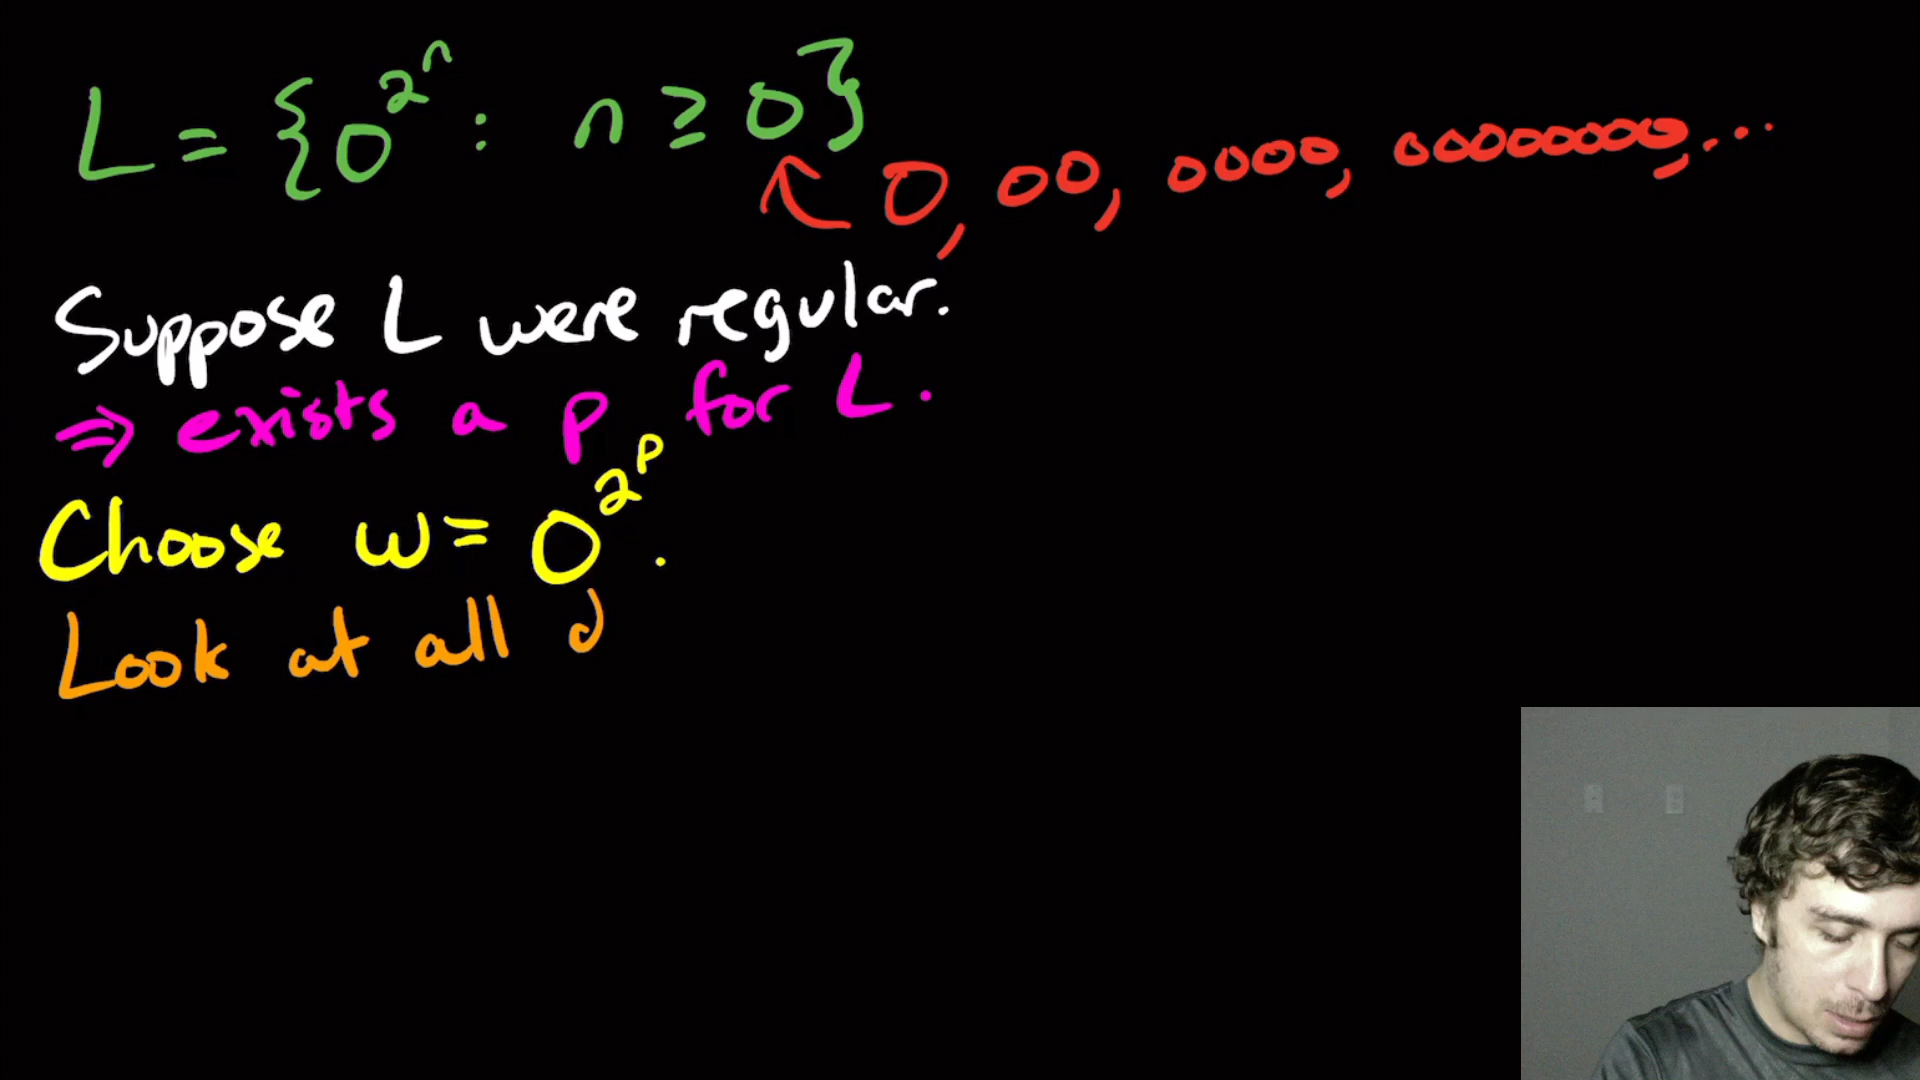 L = {0^2^n : n ≥ 0}
0, 00, 0000, 00000000, ...
Suppose L were regular.
⇒ exists a p for L.
Choose w = 0^2^p.
Look at all d